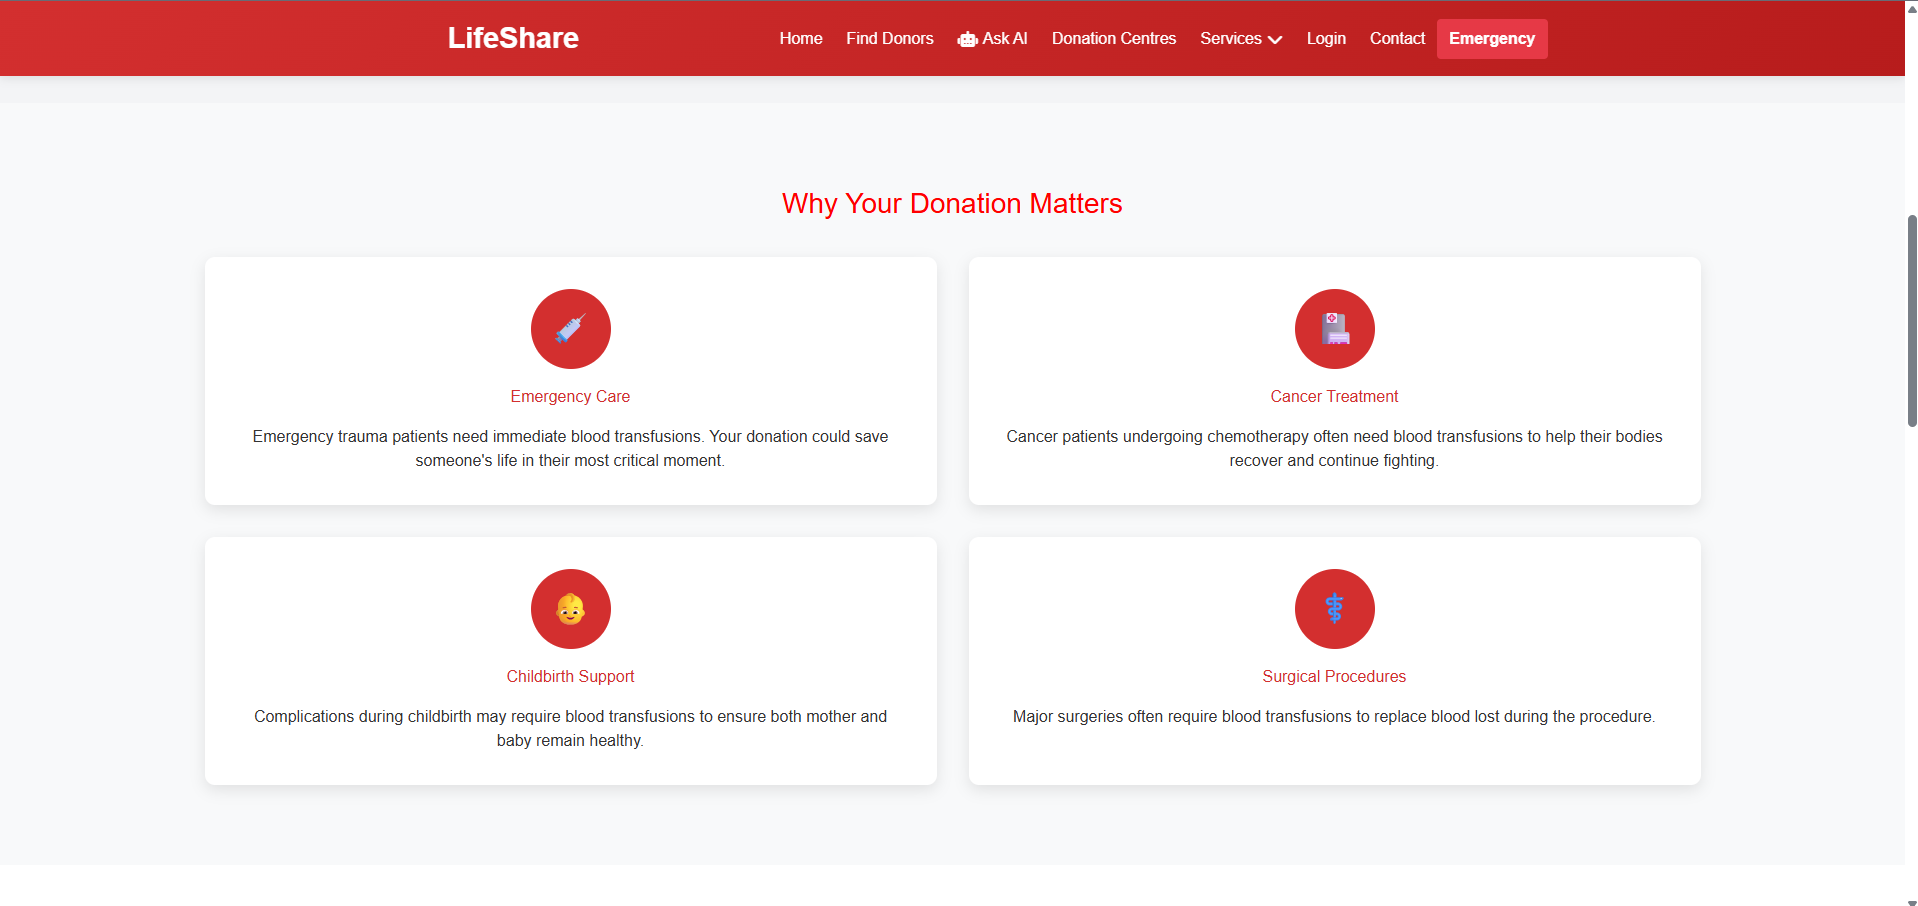 LifeShare
Home
Find Donors
Ask AI
Donation Centres
Services
Login
Contact
Emergency
Why Your Donation Matters
Emergency Care
Emergency trauma patients need immediate blood transfusions. Your donation could save
someone's life in their most critical moment.
Cancer Treatment
Cancer patients undergoing chemotherapy often need blood transfusions to help their bodies
recover and continue fighting.
Childbirth Support
Complications during childbirth may require blood transfusions to ensure both mother and
baby remain healthy.
Surgical Procedures
Major surgeries often require blood transfusions to replace blood lost during the procedure.